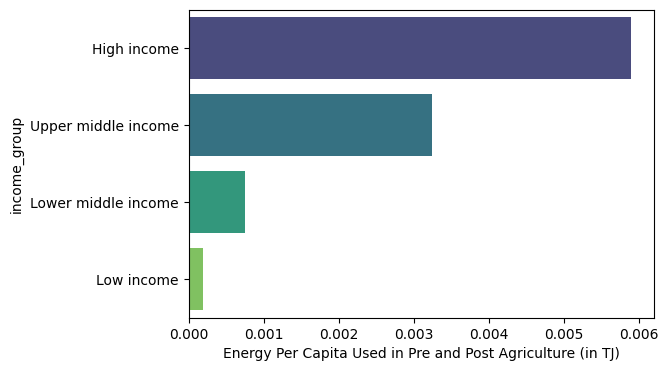 income_group
High income
Upper middle income
Lower middle income
Low income
0.000 0.001 0.002 0.003 0.004 0.005 0.006
Energy Per Capita Used in Pre and Post Agriculture (in TJ)